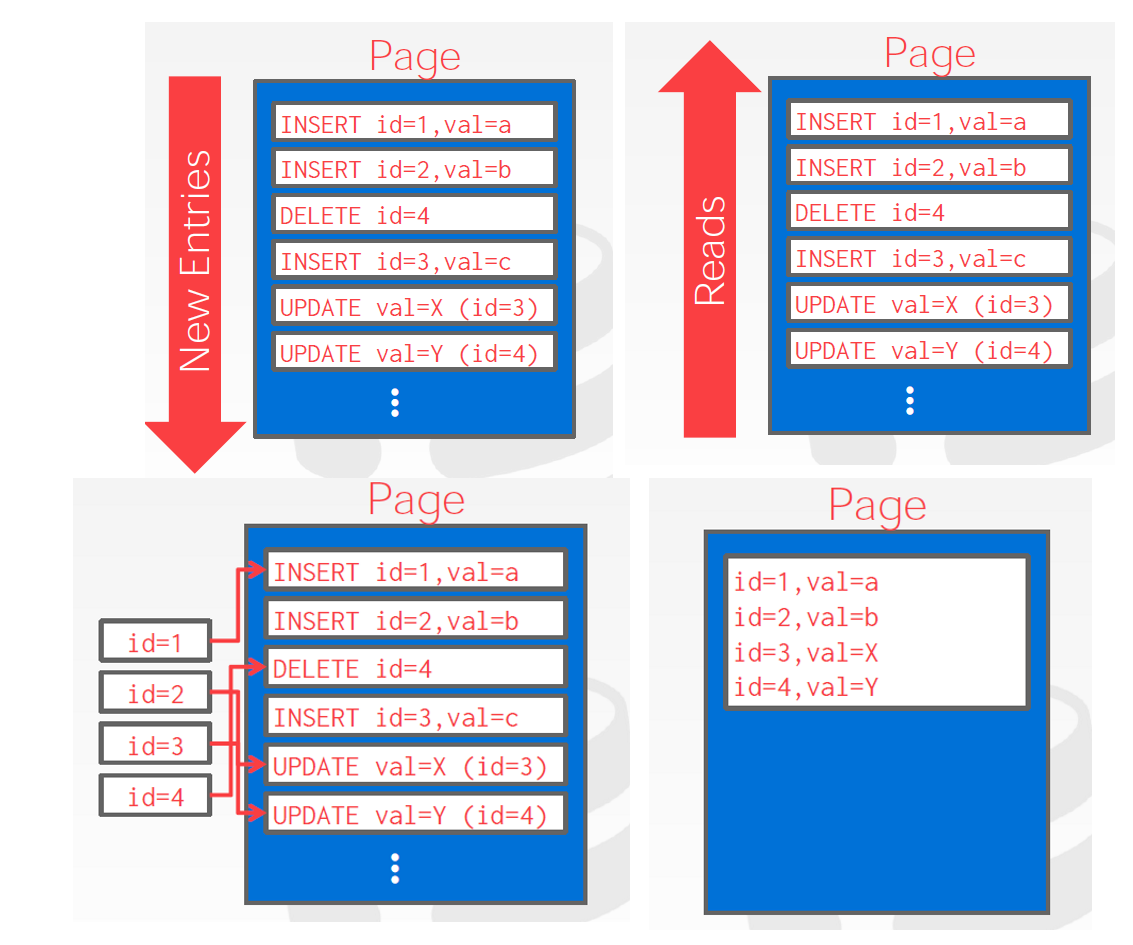 Page
New Entries
INSERT id=1,val=a
INSERT id=2,val=b
DELETE id=4
INSERT id=3,val=c
UPDATE val=X (id=3)
UPDATE val=Y (id=4)
Page
Reads
INSERT id=1,val=a
INSERT id=2,val=b
DELETE id=4
INSERT id=3,val=c
UPDATE val=X (id=3)
UPDATE val=Y (id=4)
Page
id=1
id=2
id=3
id=4
INSERT id=1,val=a
INSERT id=2,val=b
DELETE id=4
INSERT id=3,val=c
UPDATE val=X (id=3)
UPDATE val=Y (id=4)
Page
id=1,val=a
id=2,val=b
id=3,val=X
id=4,val=Y